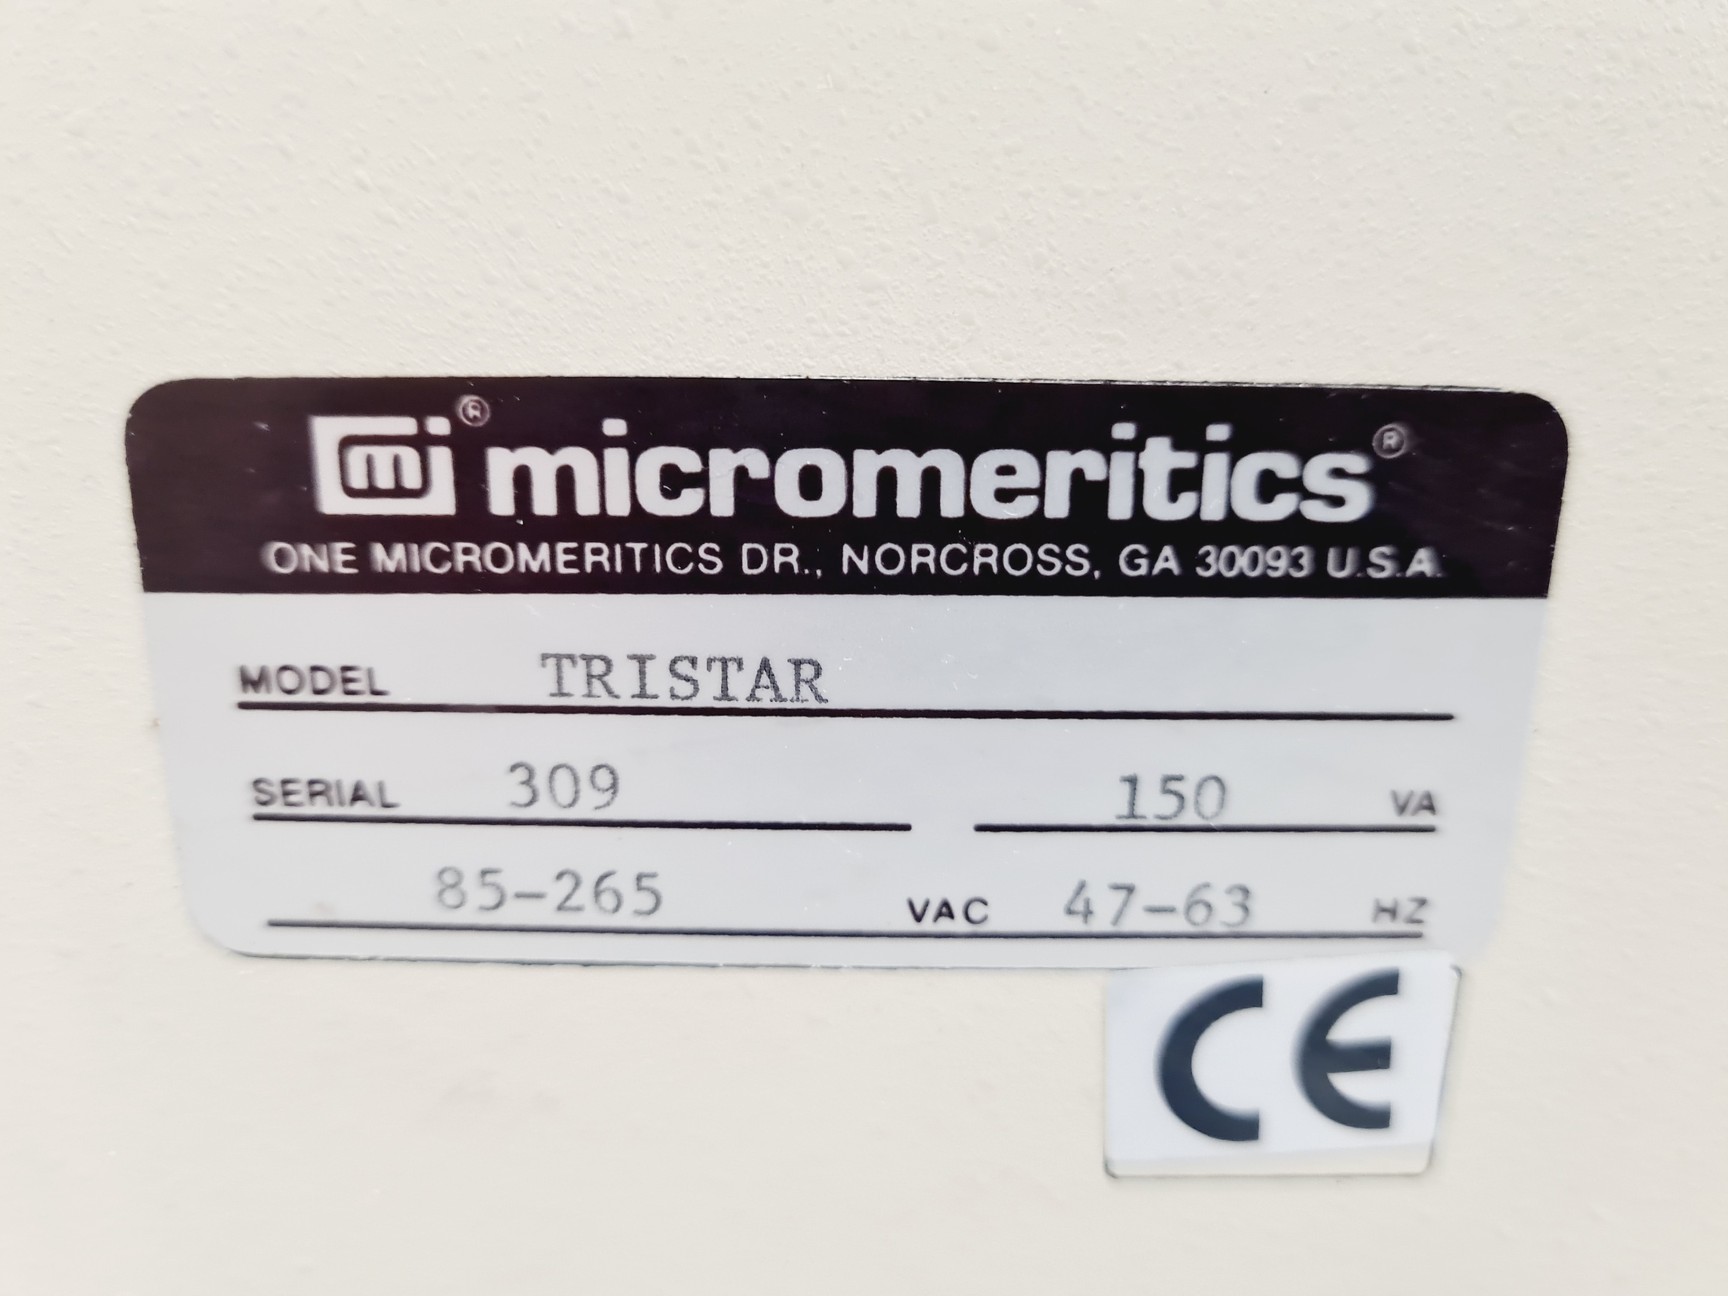 mi® micromeritics®
ONE MICROMERITICS DR., NORCROSS, GA 30093 U.S.A.
MODEL TRISTAR
SERIAL 309 150 VA
85-265 VAC 47-63 HZ
CE